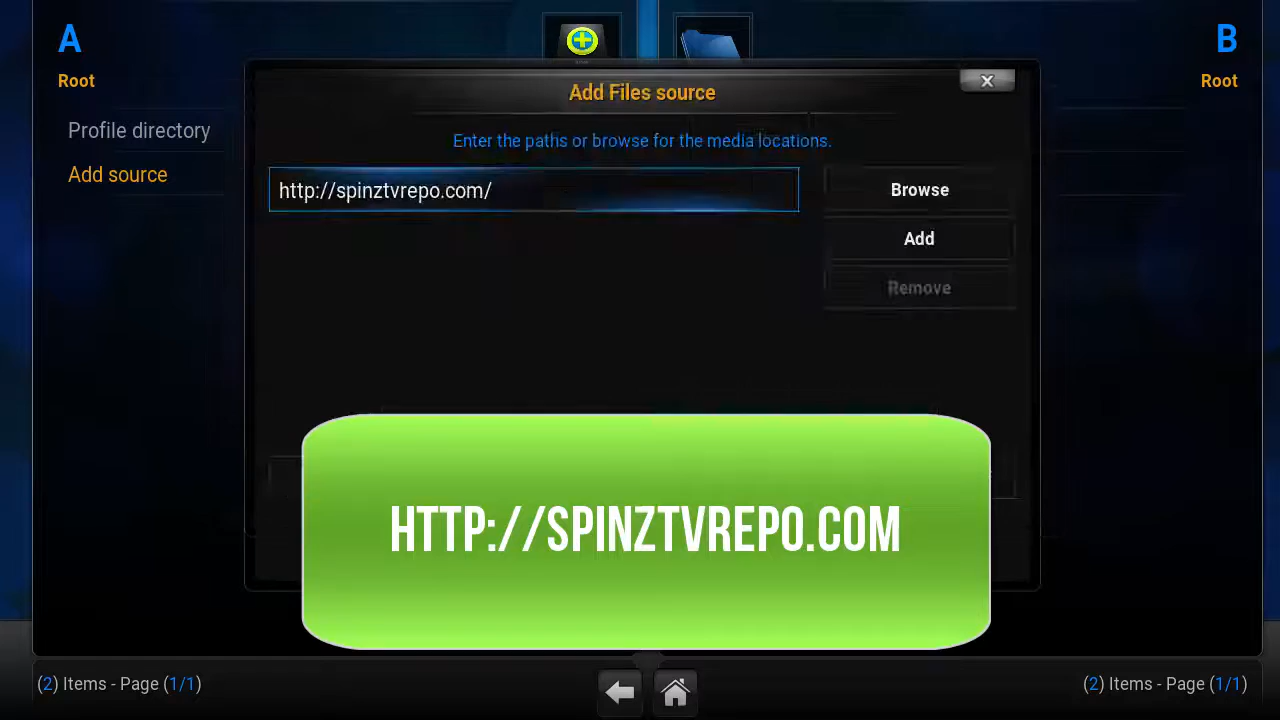 A
B
Root
Root
Add Files source
Enter the paths or browse for the media locations.
Profile directory
Add source
http://spinztvrepo.com/
Browse
Add
Remove
HTTP://SPINZTVREPO.COM
(2) Items - Page (1/1)
(2) Items - Page (1/1)